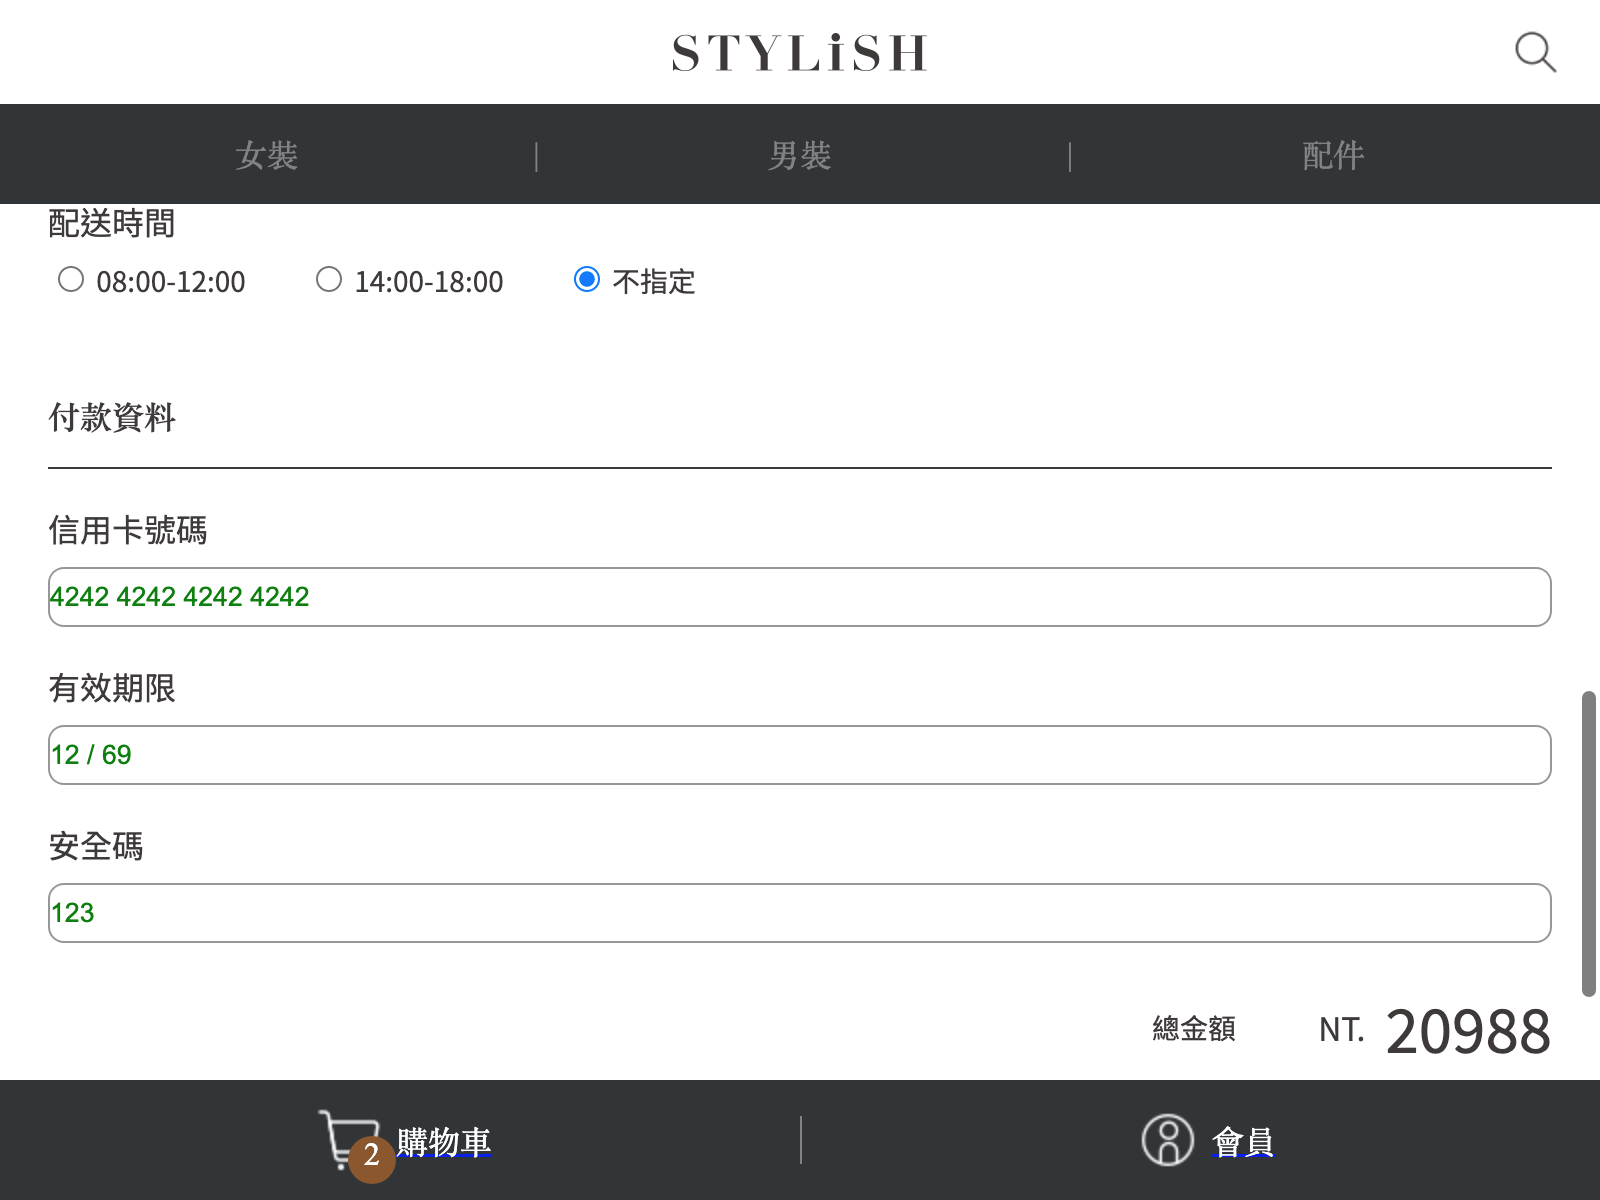 STYLiSH
女裝 | 男裝 | 配件
配送時間
08:00-12:00 14:00-18:00 不指定
付款資料
信用卡號碼
4242 4242 4242 4242
有效期限
12 / 69
安全碼
123
總金額 NT. 20988
2 購物車 | 會員